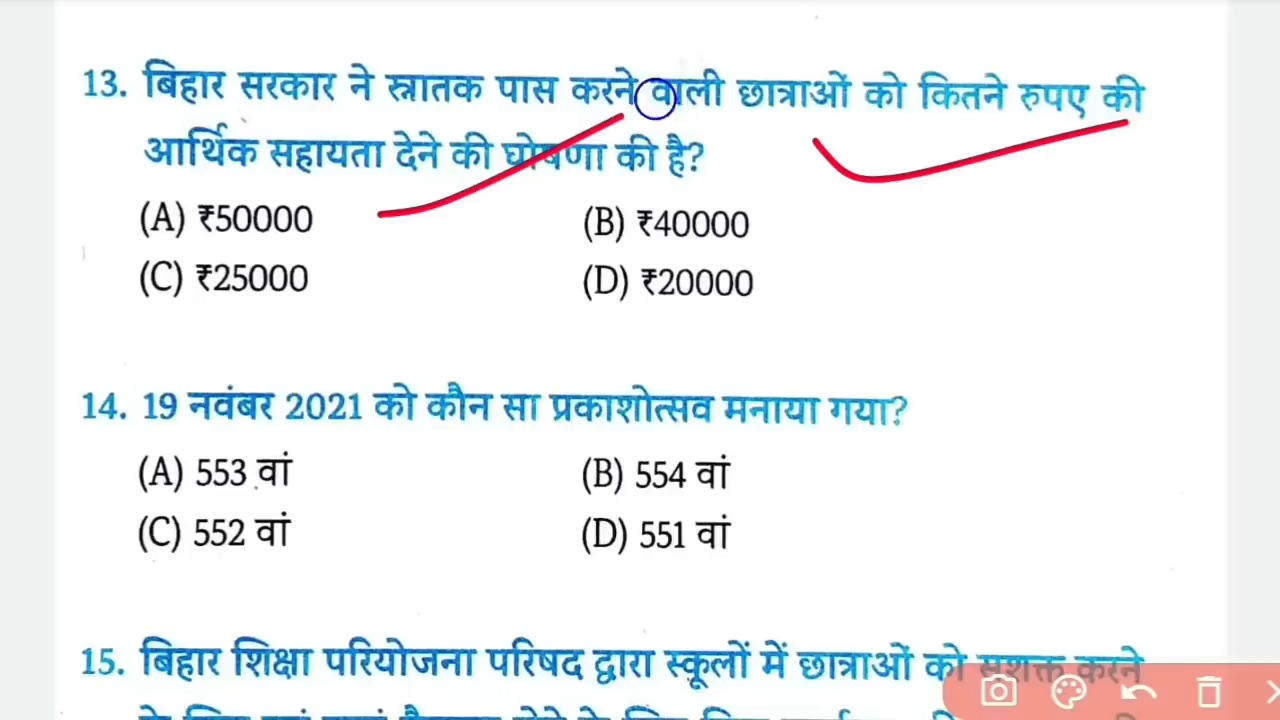 13. बिहार सरकार ने स्नातक पास करने वाली छात्राओं को कितने रुपए की
आर्थिक सहायता देने की घोषणा की है?
(A) ₹50000 (B) ₹40000
(C) ₹25000 (D) ₹20000
14. 19 नवंबर 2021 को कौन सा प्रकाशोत्सव मनाया गया?
(A) 553 वां (B) 554 वां
(C) 552 वां (D) 551 वां
15. बिहार शिक्षा परियोजना परिषद द्वारा स्कूलों में छात्राओं को सशक्त करने